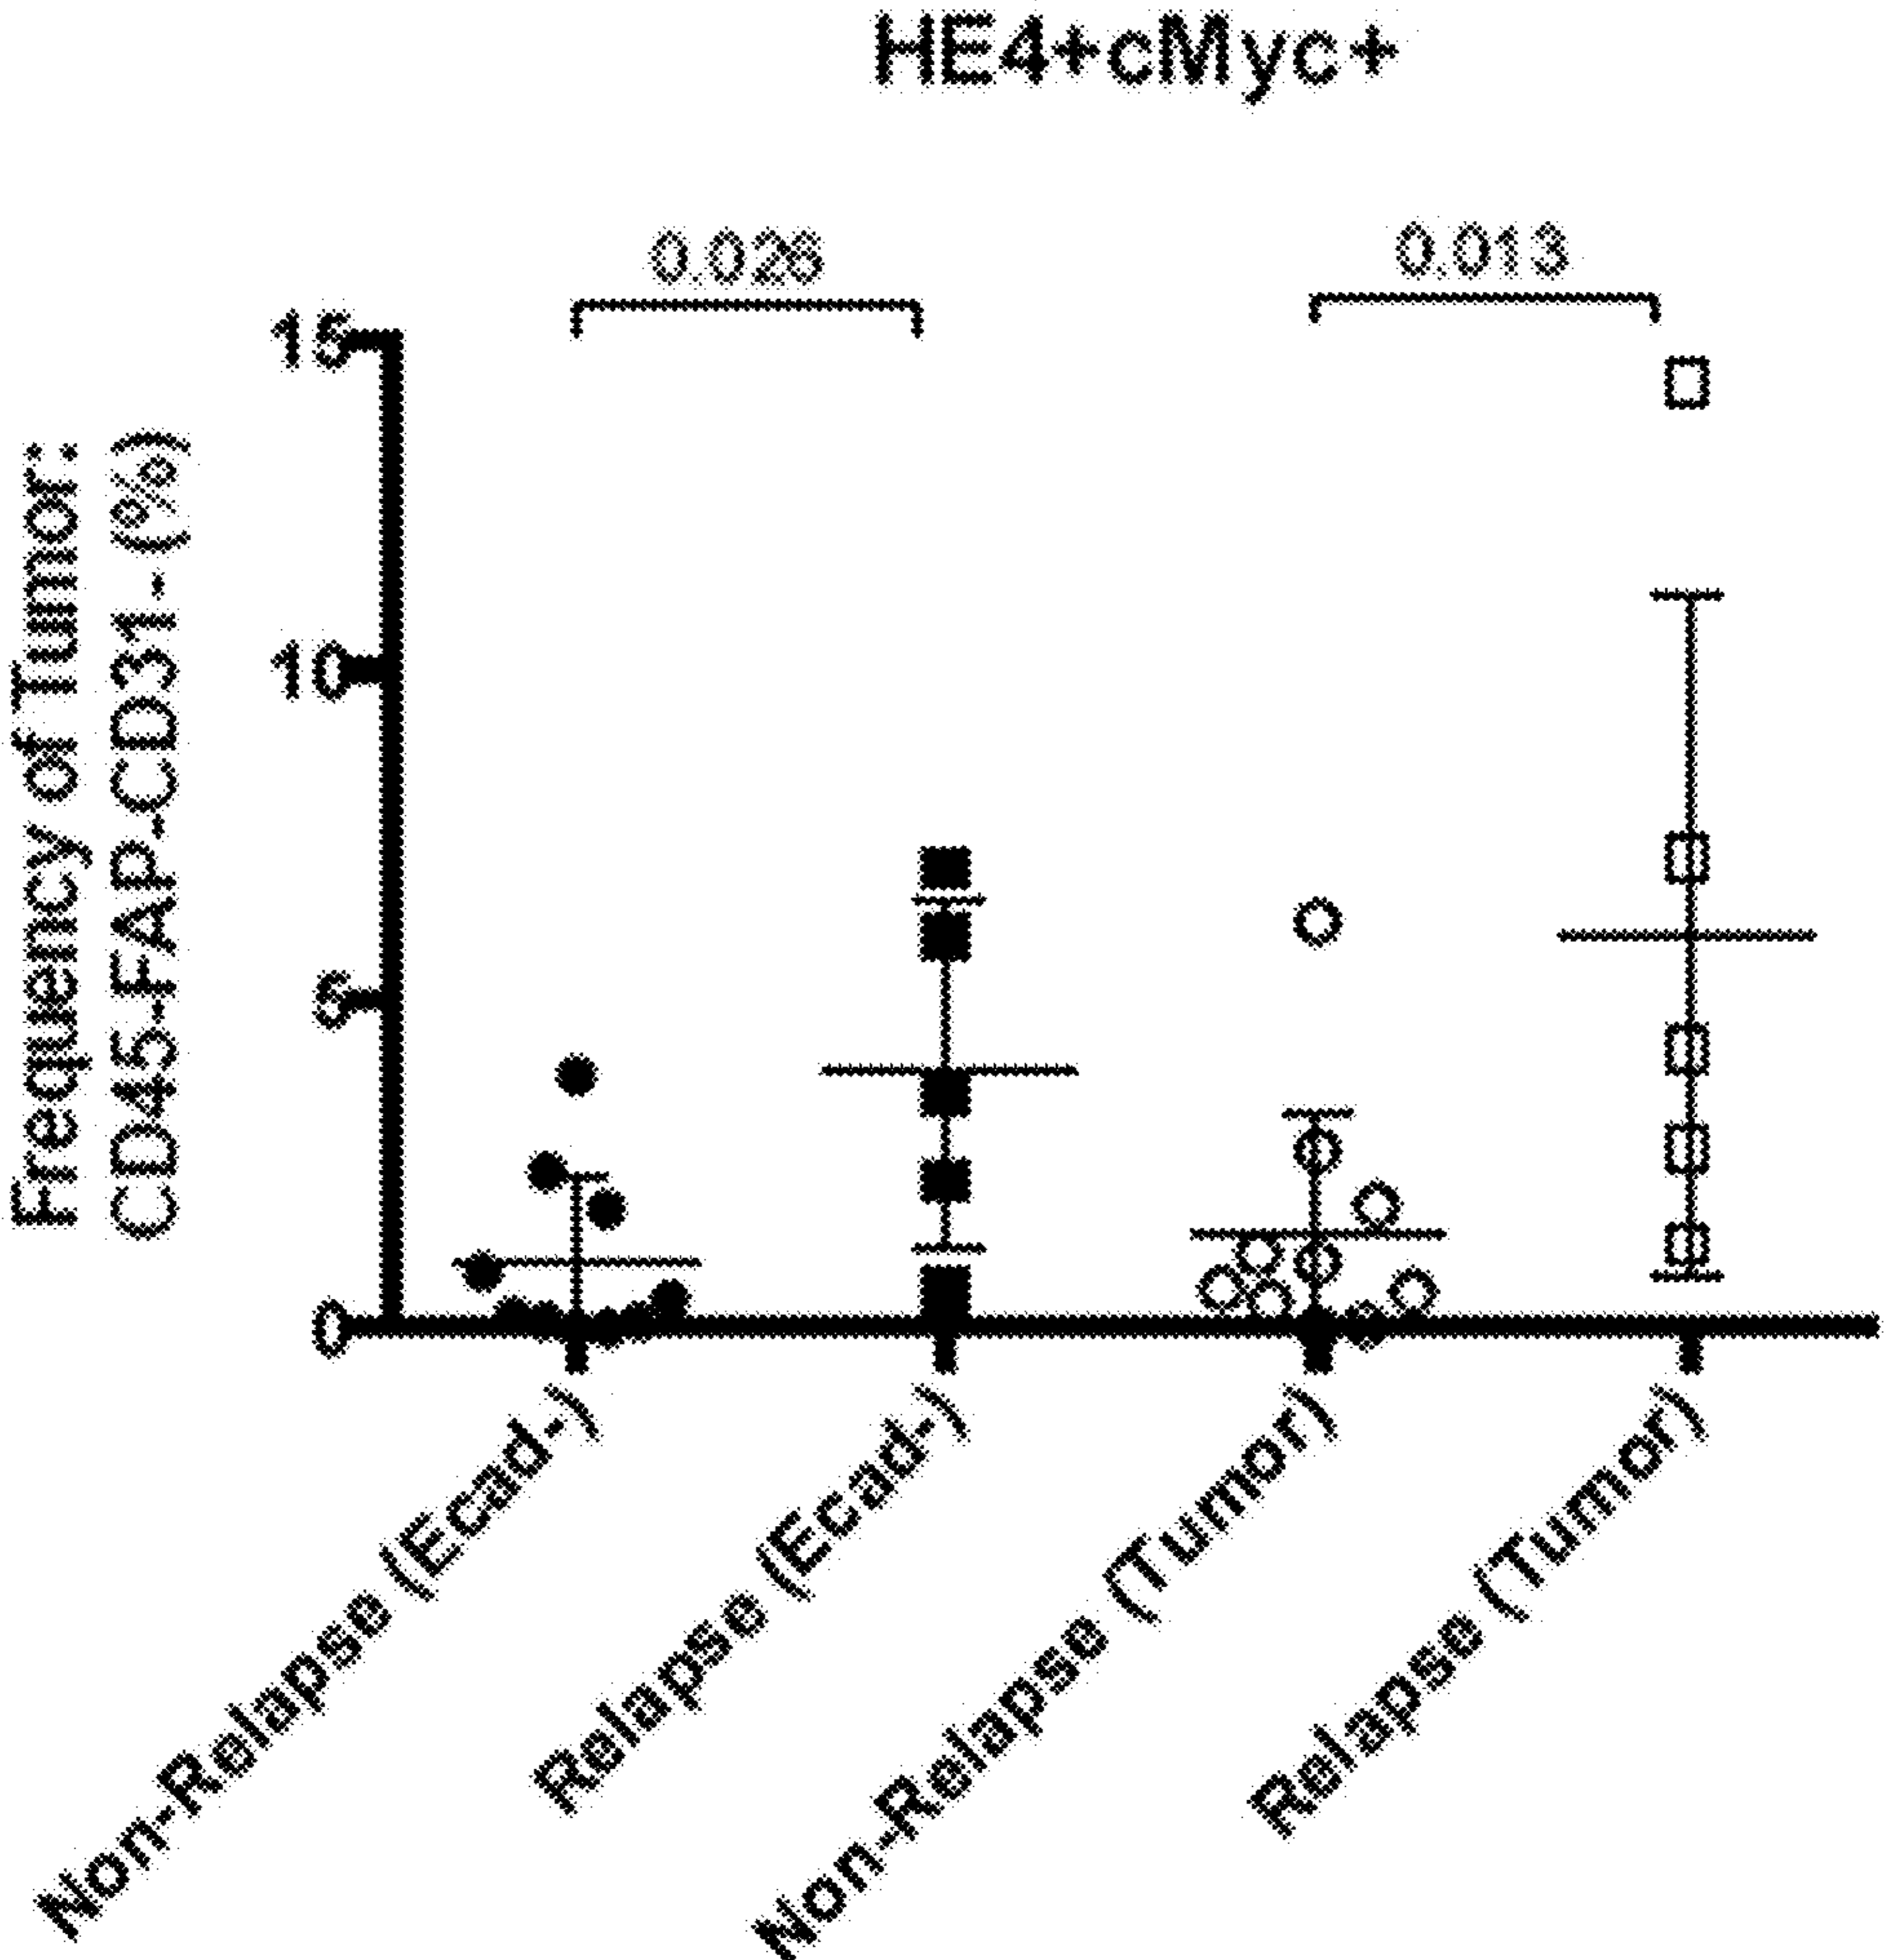 HE4+cMyc+
0.026
0.013
Frequency of Tumor:
CD45-FAP-CD31- (%)
15
10
5
0
Non-Relapse (Ecad-)
Relapse (Ecad-)
Non-Relapse (Tumor)
Relapse (Tumor)